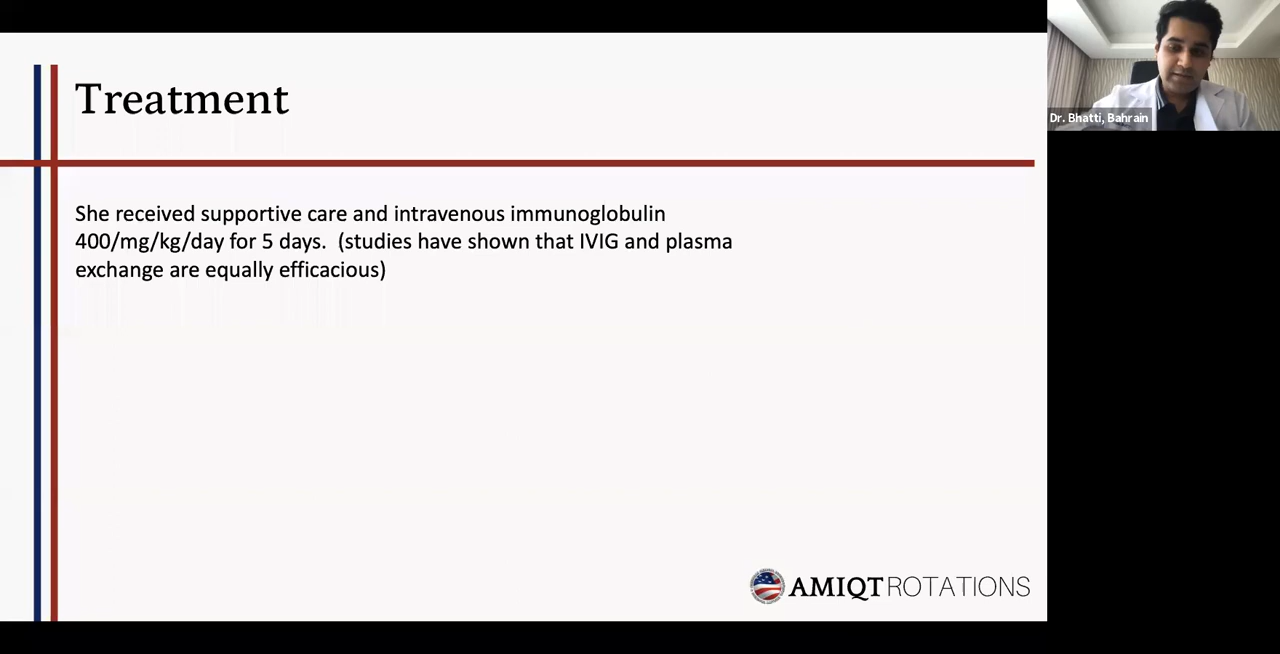 Treatment
She received supportive care and intravenous immunoglobulin
400/mg/kg/day for 5 days.  (studies have shown that IVIG and plasma
exchange are equally efficacious)
Dr. Bhatti, Bahrain
AMIQT ROTATIONS